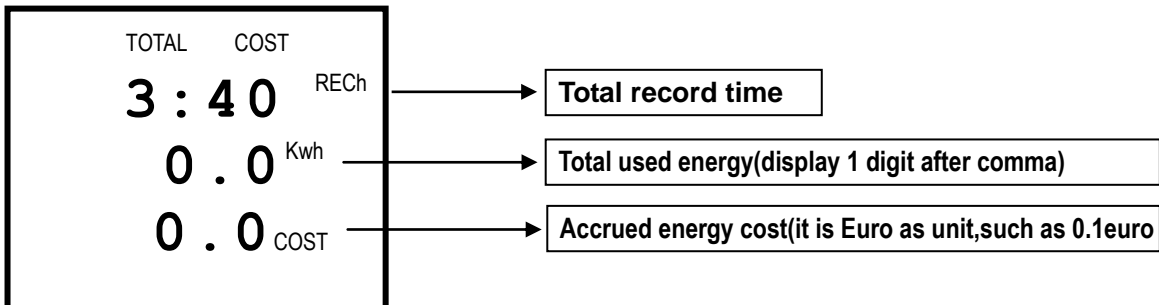 TOTAL COST
3:40 RECh
Total record time
0.0 Kwh
Total used energy(display 1 digit after comma)
0.0 COST
Accrued energy cost(it is Euro as unit,such as 0.1euro